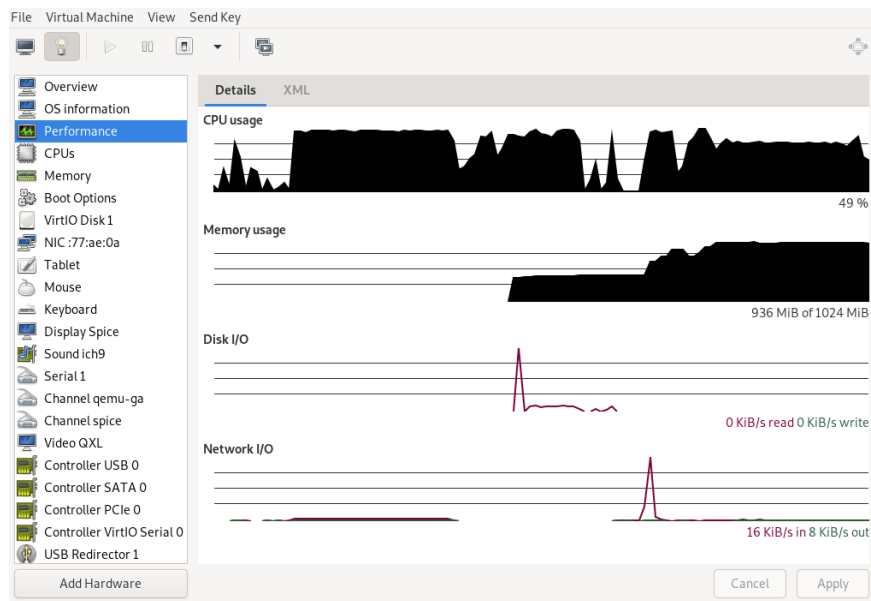 File Virtual Machine View Send Key
Overview
OS information
Performance
CPUs
Memory
Boot Options
VirtIO Disk 1
NIC :77:ae:0a
Tablet
Mouse
Keyboard
Display Spice
Sound ich9
Serial 1
Channel qemu-ga
Channel spice
Video QXL
Controller USB 0
Controller SATA 0
Controller PCIe 0
Controller VirtIO Serial 0
USB Redirector 1
Add Hardware
Details XML
CPU usage
49 %
Memory usage
936 MiB of 1024 MiB
Disk I/O
0 KiB/s read 0 KiB/s write
Network I/O
16 KiB/s in 8 KiB/s out
Cancel Apply